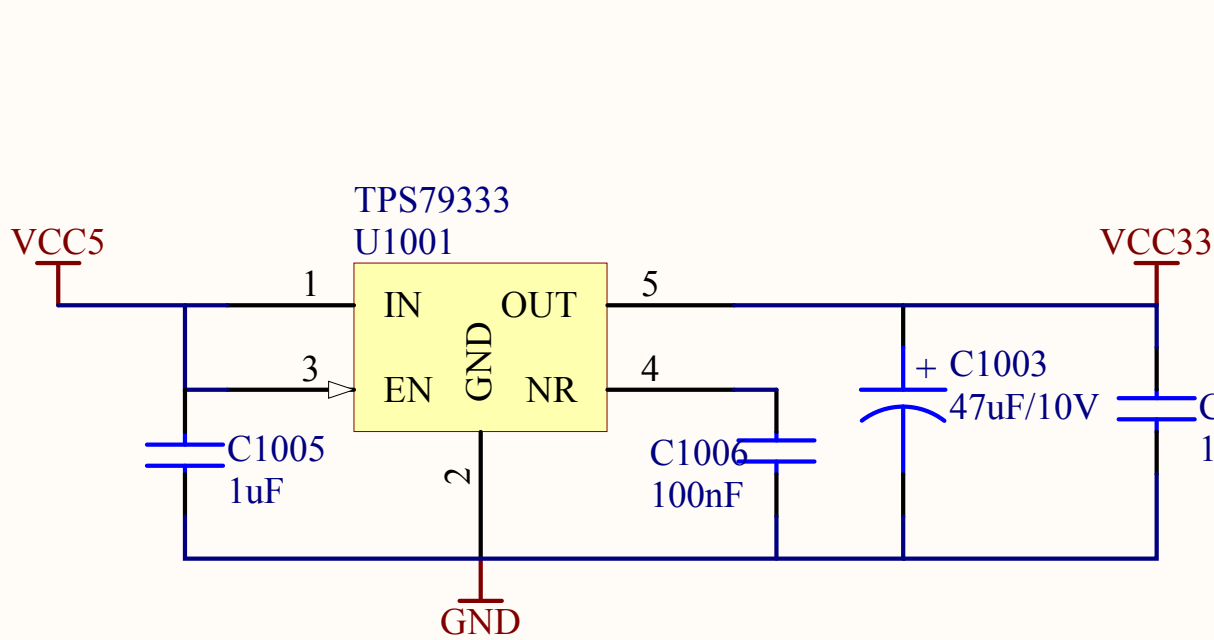 TPS79333
U1001
VCC5
VCC33
1
IN
OUT
5
GND
3
EN
NR
4
+
C1003
47uF/10V
C1005
1uF
2
C1006
100nF
GND